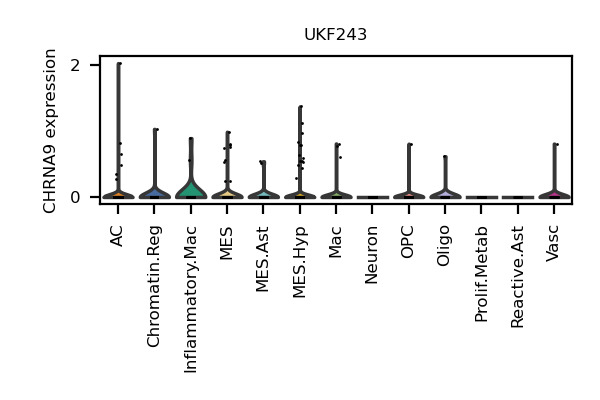 UKF243
CHRNA9 expression
2
0
AC
Chromatin.Reg
Inflammatory.Mac
MES
MES.Ast
MES.Hyp
Mac
Neuron
OPC
Oligo
Prolif.Metab
Reactive.Ast
Vasc